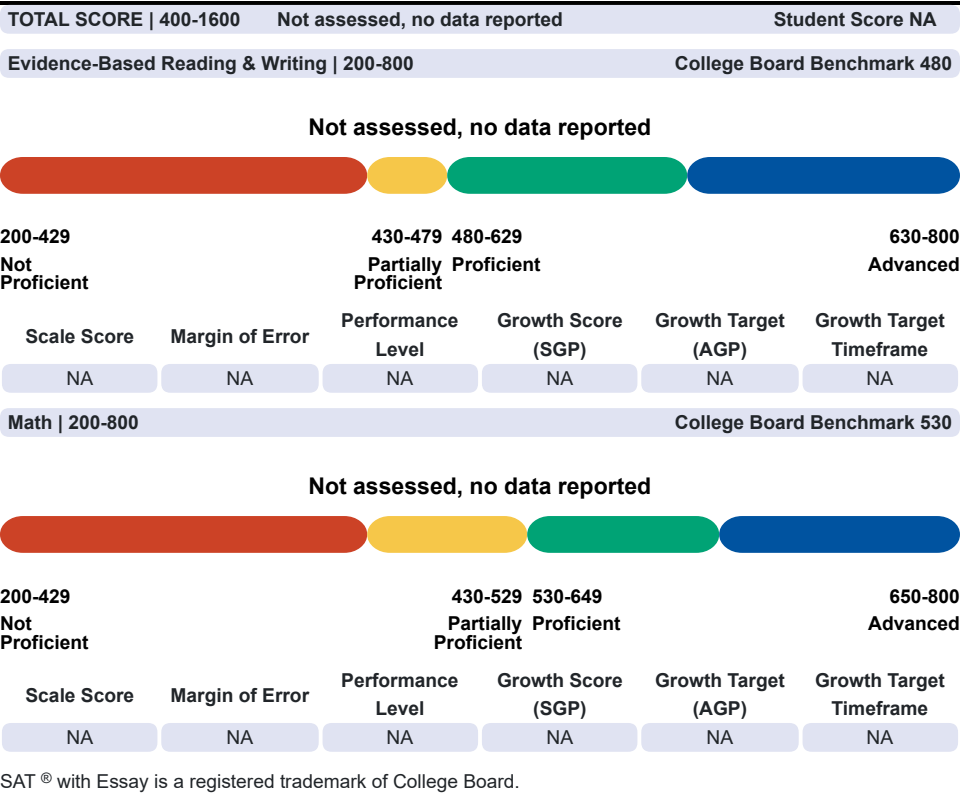 TOTAL SCORE | 400-1600 Not assessed, no data reported Student Score NA
Evidence-Based Reading & Writing | 200-800 College Board Benchmark 480
Not assessed, no data reported
200-429 430-479 480-629 630-800
Not Partially Proficient Advanced
Proficient Proficient
Scale Score Margin of Error Performance Level Growth Score (SGP) Growth Target (AGP) Growth Target Timeframe
NA NA NA NA NA NA
Math | 200-800 College Board Benchmark 530
Not assessed, no data reported
200-429 430-529 530-649 650-800
Not Partially Proficient Advanced
Proficient Proficient
Scale Score Margin of Error Performance Level Growth Score (SGP) Growth Target (AGP) Growth Target Timeframe
NA NA NA NA NA NA
SAT ® with Essay is a registered trademark of College Board.